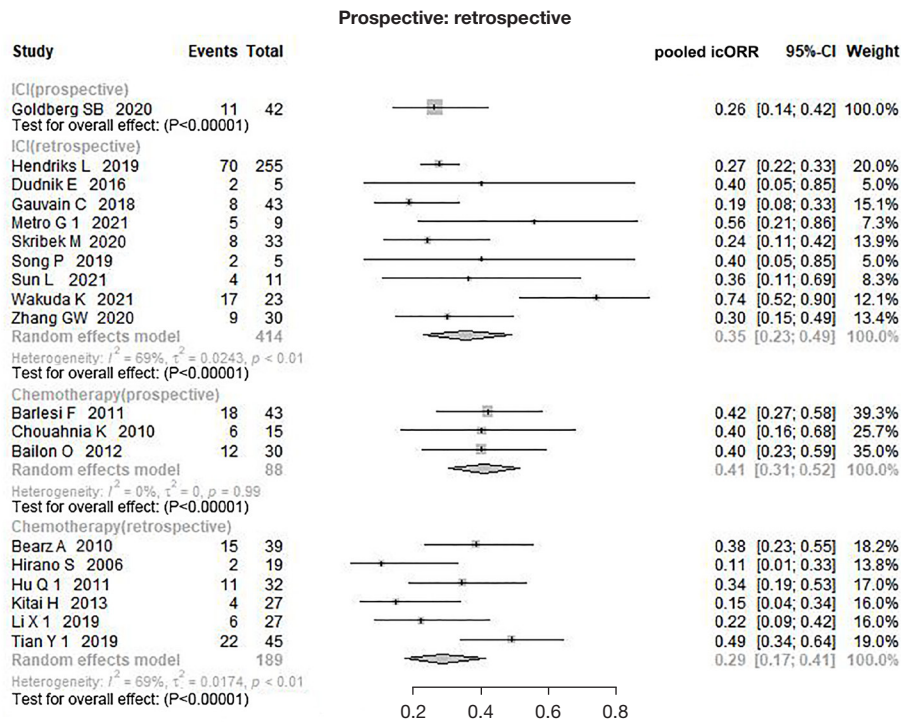 Prospective: retrospective
Study Events Total pooled icORR 95%-CI Weight
ICI(prospective)
Goldberg SB 2020 11 42 0.26 [0.14; 0.42] 100.0%
Test for overall effect: (P<0.00001)
ICI(retrospective)
Hendriks L 2019 70 255 0.27 [0.22; 0.33] 20.0%
Dudnik E 2016 2 5 0.40 [0.05; 0.85] 5.0%
Gauvain C 2018 8 43 0.19 [0.08; 0.33] 15.1%
Metro G 1 2021 5 9 0.56 [0.21; 0.86] 7.3%
Skribek M 2020 8 33 0.24 [0.11; 0.42] 13.9%
Song P 2019 2 5 0.40 [0.05; 0.85] 5.0%
Sun L 2021 4 11 0.36 [0.11; 0.69] 8.3%
Wakuda K 2021 17 23 0.74 [0.52; 0.90] 12.1%
Zhang GW 2020 9 30 0.30 [0.15; 0.49] 13.4%
Random effects model 414 0.35 [0.23; 0.49] 100.0%
Heterogeneity: I² = 69%, τ² = 0.0243, p < 0.01
Test for overall effect: (P<0.00001)
Chemotherapy(prospective)
Barlesi F 2011 18 43 0.42 [0.27; 0.58] 39.3%
Chouahnia K 2010 6 15 0.40 [0.16; 0.68] 25.7%
Bailon O 2012 12 30 0.40 [0.23; 0.59] 35.0%
Random effects model 88 0.41 [0.31; 0.52] 100.0%
Heterogeneity: I² = 0%, τ² = 0, p = 0.99
Test for overall effect: (P<0.00001)
Chemotherapy(retrospective)
Bearz A 2010 15 39 0.38 [0.23; 0.55] 18.2%
Hirano S 2006 2 19 0.11 [0.01; 0.33] 13.8%
Hu Q 1 2011 11 32 0.34 [0.19; 0.53] 17.0%
Kitai H 2013 4 27 0.15 [0.04; 0.34] 16.0%
Li X 1 2019 6 27 0.22 [0.09; 0.42] 16.0%
Tian Y 1 2019 22 45 0.49 [0.34; 0.64] 19.0%
Random effects model 189 0.29 [0.17; 0.41] 100.0%
Heterogeneity: I² = 69%, τ² = 0.0174, p < 0.01
Test for overall effect: (P<0.00001)
0.2 0.4 0.6 0.8